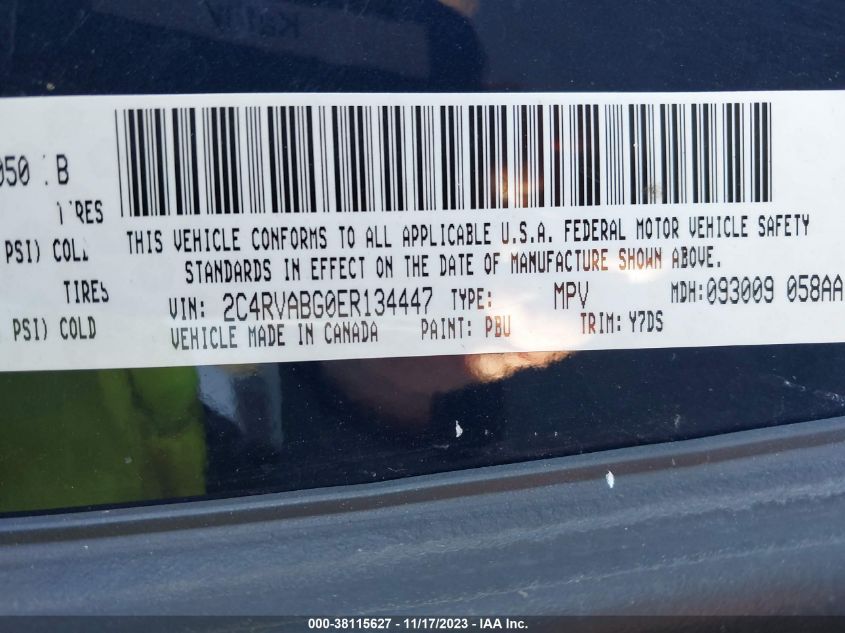 050 B
RES
THIS VEHICLE CONFORMS TO ALL APPLICABLE U.S.A. FEDERAL MOTOR VEHICLE SAFETY
PSI) COLD
STANDARDS IN EFFECT ON THE DATE OF MANUFACTURE SHOWN ABOVE.
TIRES
VIN: 2C4RVABG0ER134447 TYPE: MPV MDH:093009 058AA
PSI) COLD
VEHICLE MADE IN CANADA PAINT: PBU TRIM: Y7DS
000-38115627 - 11/17/2023 - IAA Inc.